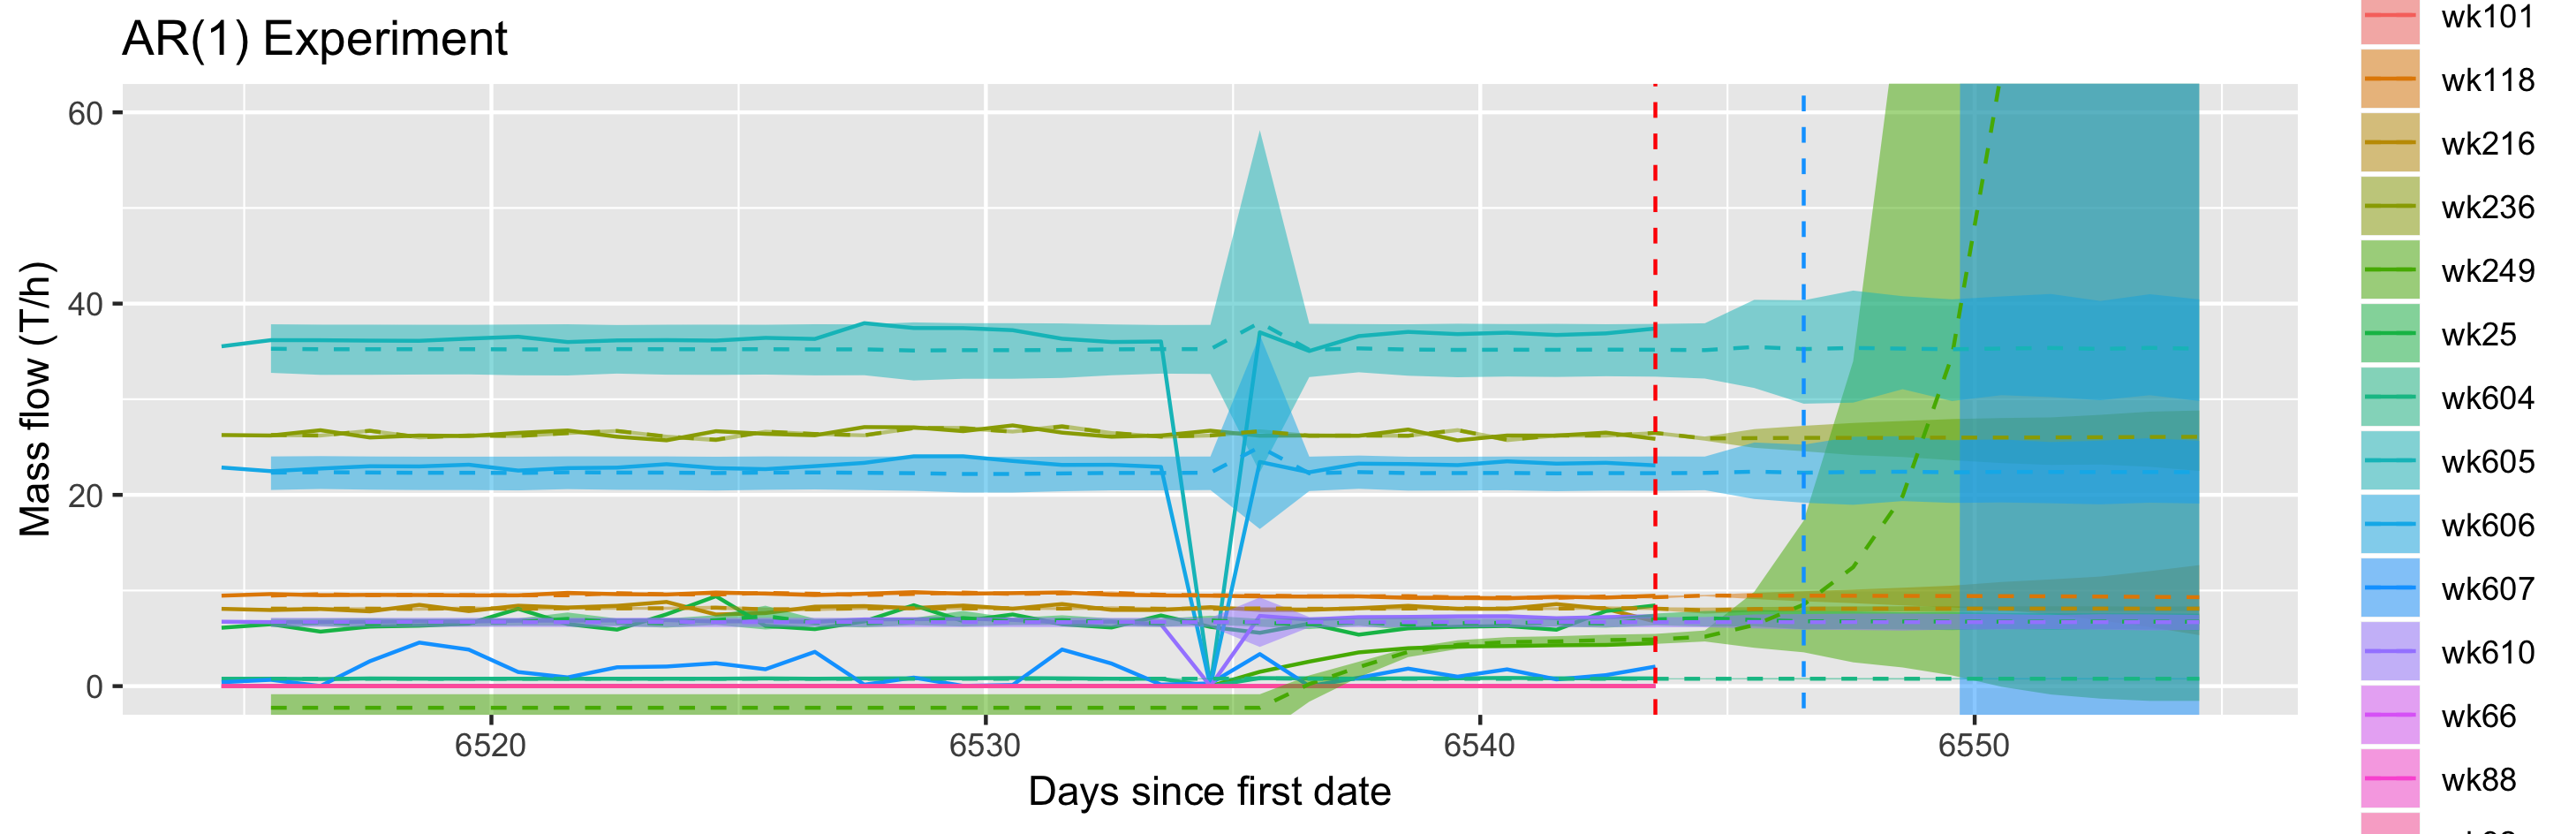 AR(1) Experiment
60
40
20
0
Mass flow (T/h)
6520
6530
6540
6550
Days since first date
wk101
wk118
wk216
wk236
wk249
wk25
wk604
wk605
wk606
wk607
wk610
wk66
wk88